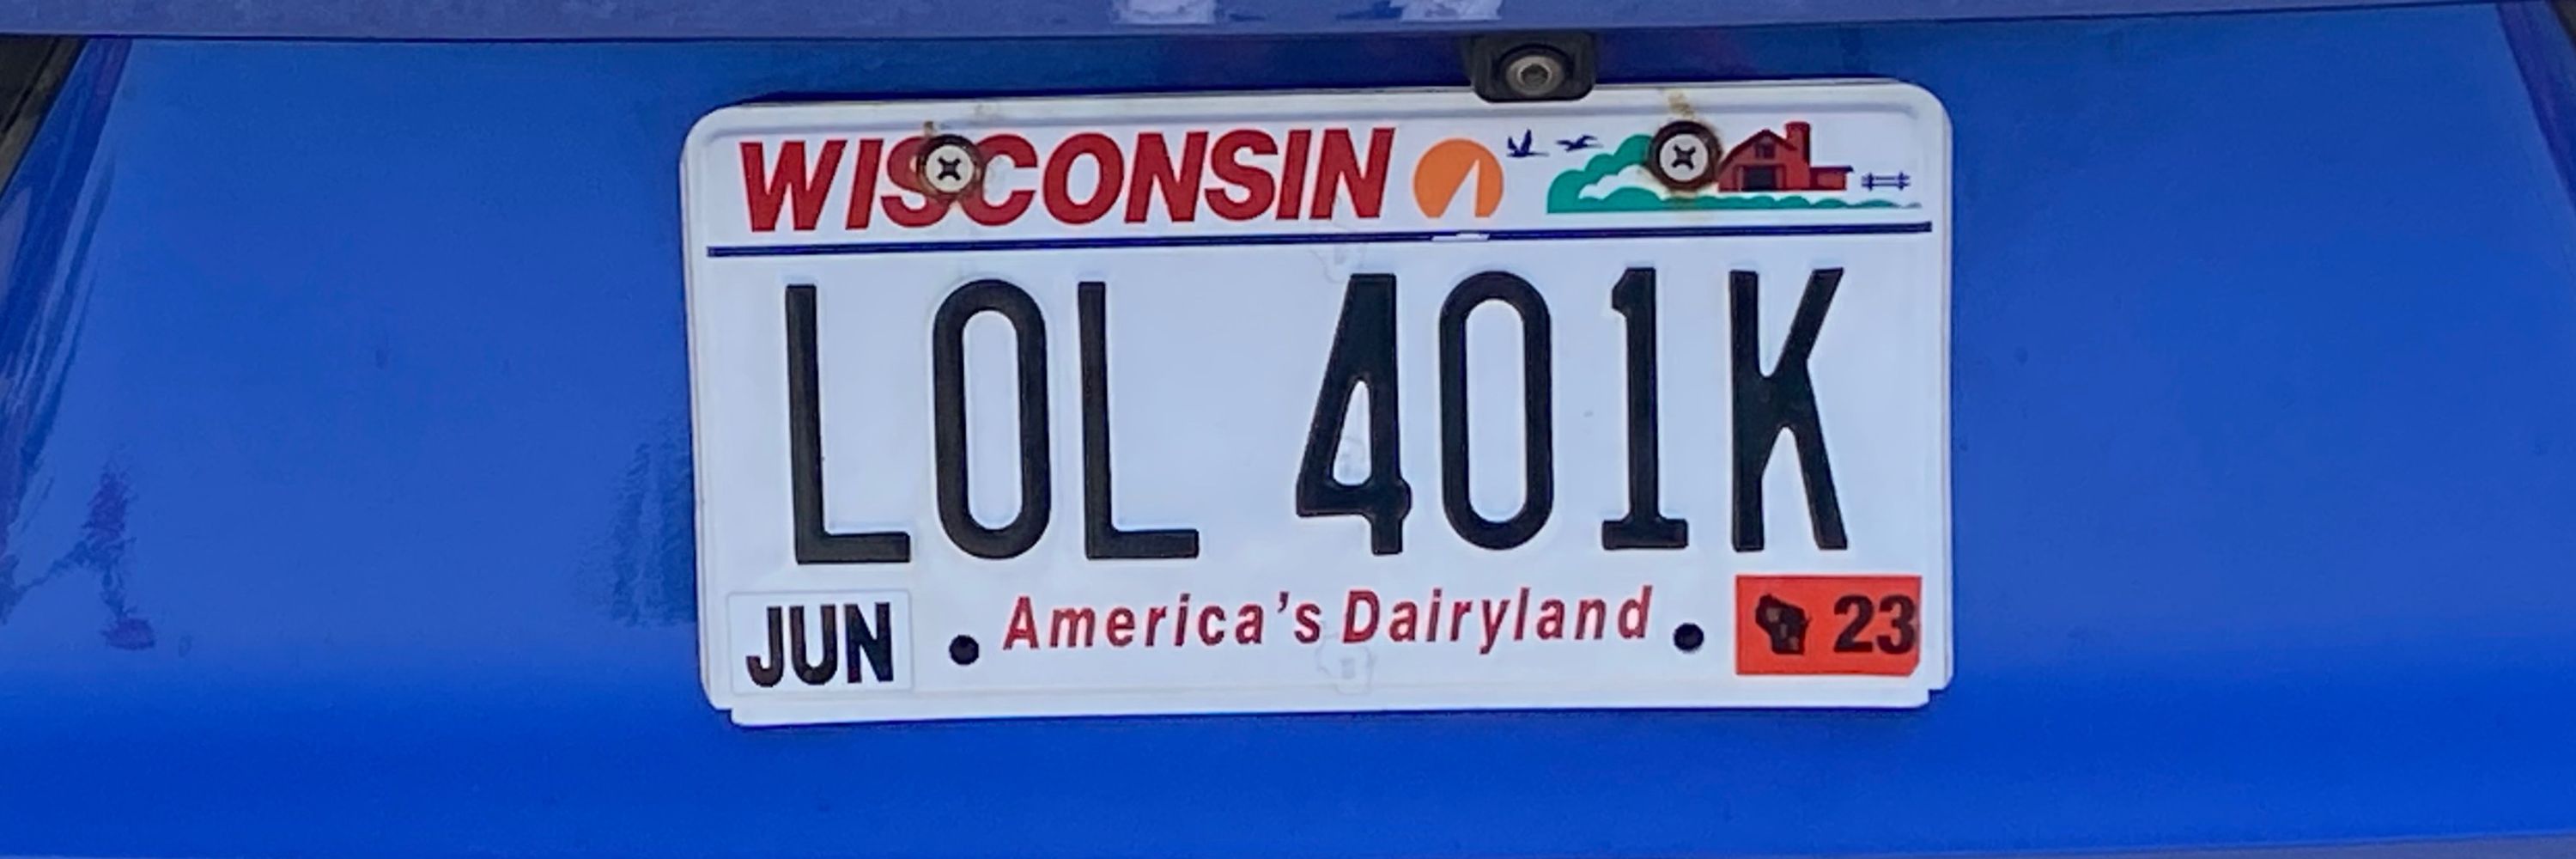 WISCONSIN
LOL 401K
JUN America's Dairyland 23